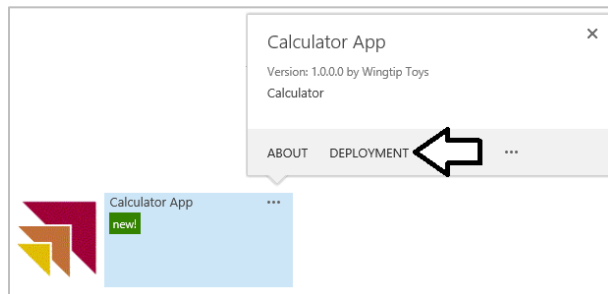 Calculator App
Version: 1.0.0.0 by Wingtip Toys
Calculator
ABOUT DEPLOYMENT ...
Calculator App ...
new!